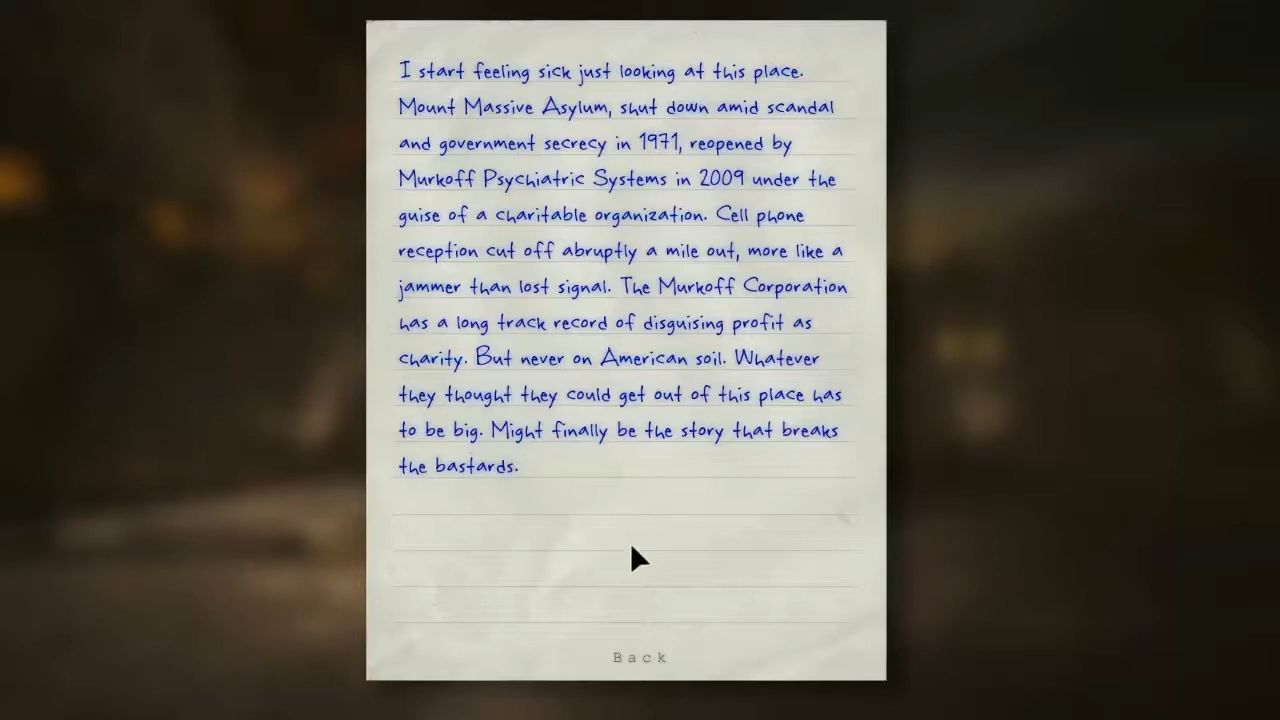 I start feeling sick just looking at this place.
Mount Massive Asylum, shut down amid scandal
and government secrecy in 1971, reopened by
Murkoff Psychiatric Systems in 2009 under the
guise of a charitable organization. Cell phone
reception cut off abruptly a mile out, more like a
jammer than lost signal. The Murkoff Corporation
has a long track record of disguising profit as
charity. But never on American soil. Whatever
they thought they could get out of this place has
to be big. Might finally be the story that breaks
the bastards.
Back